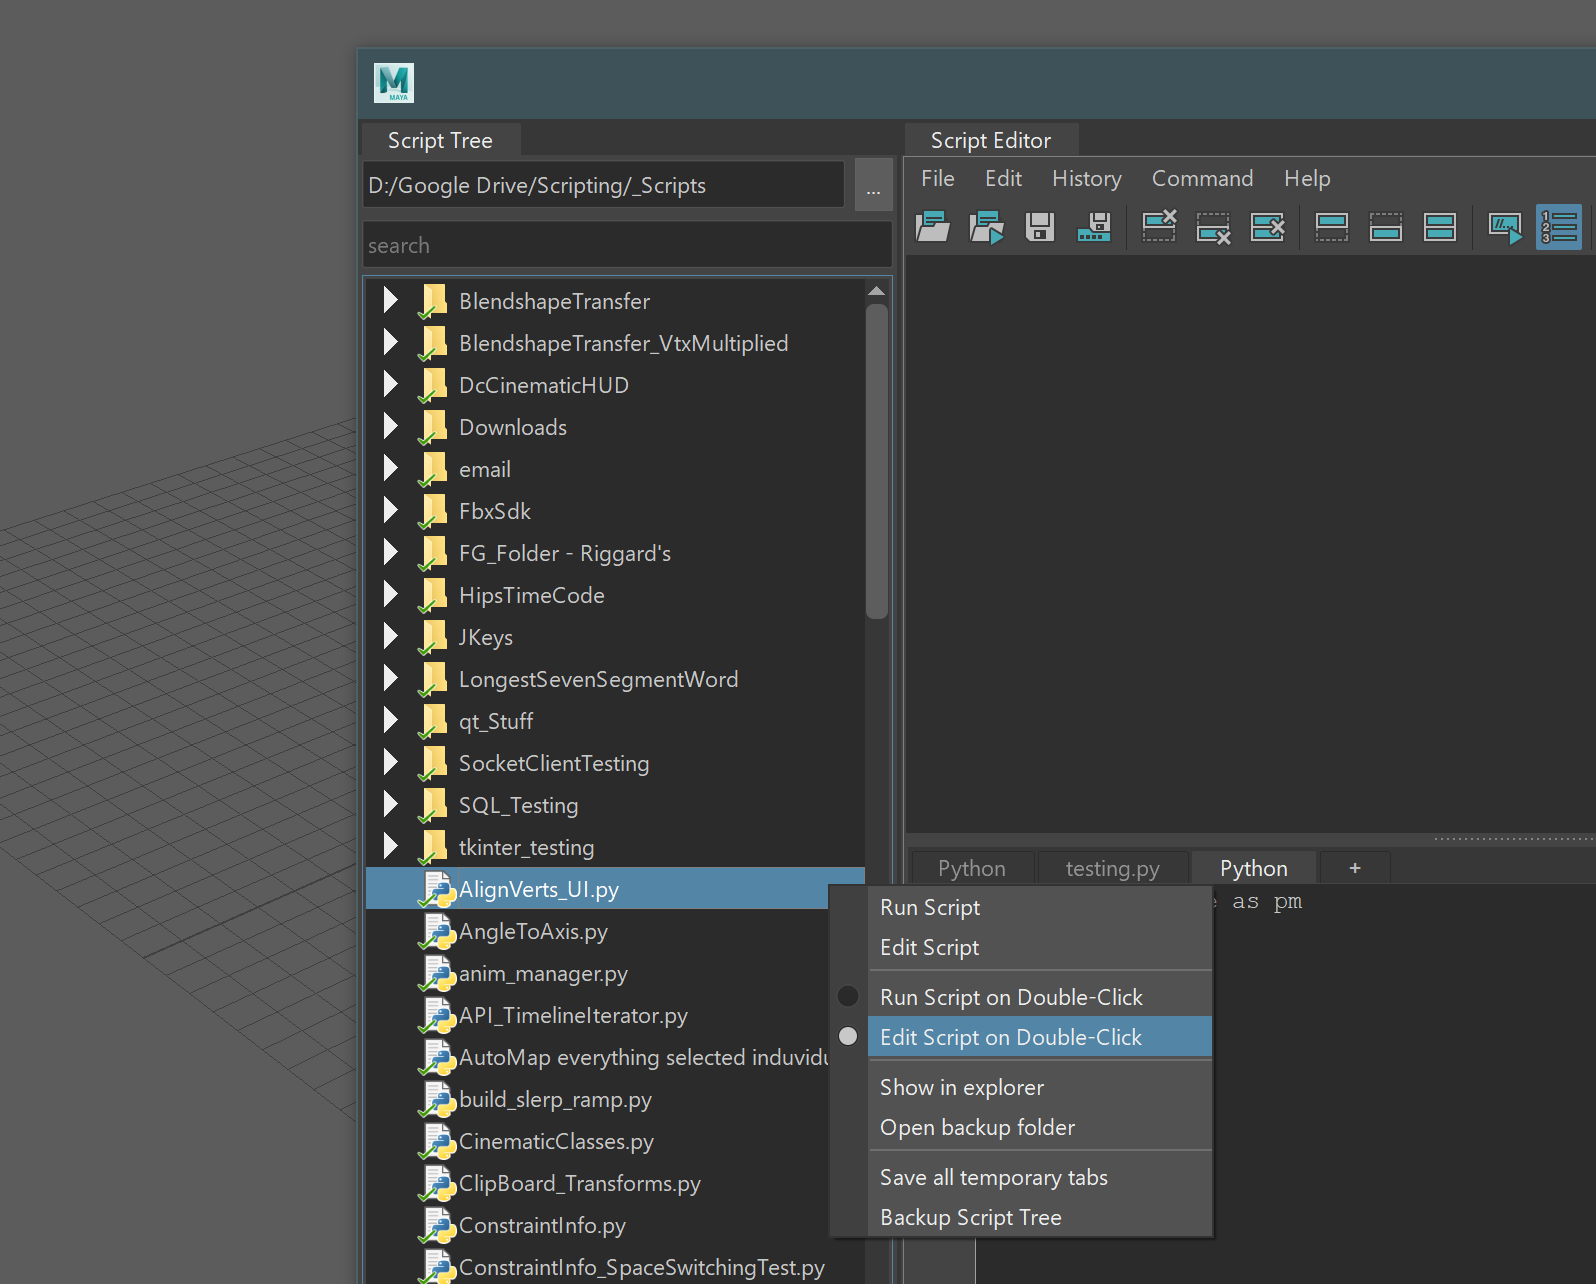 M
MAYA
Script Tree
D:/Google Drive/Scripting/_Scripts
...
search
BlendshapeTransfer
BlendshapeTransfer_VtxMultiplied
DcCinematicHUD
Downloads
email
FbxSdk
FG_Folder - Riggard's
HipsTimeCode
JKeys
LongestSevenSegmentWord
qt_Stuff
SocketClientTesting
SQL_Testing
tkinter_testing
AlignVerts_UI.py
AngleToAxis.py
anim_manager.py
API_TimelineIterator.py
AutoMap everything selected induvidu
build_slerp_ramp.py
CinematicClasses.py
ClipBoard_Transforms.py
ConstraintInfo.py
ConstraintInfo_SpaceSwitchingTest.py
Script Editor
File Edit History Command Help
1
2
3
Python testing.py Python +
as pm
Run Script
Edit Script
Run Script on Double-Click
Edit Script on Double-Click
Show in explorer
Open backup folder
Save all temporary tabs
Backup Script Tree